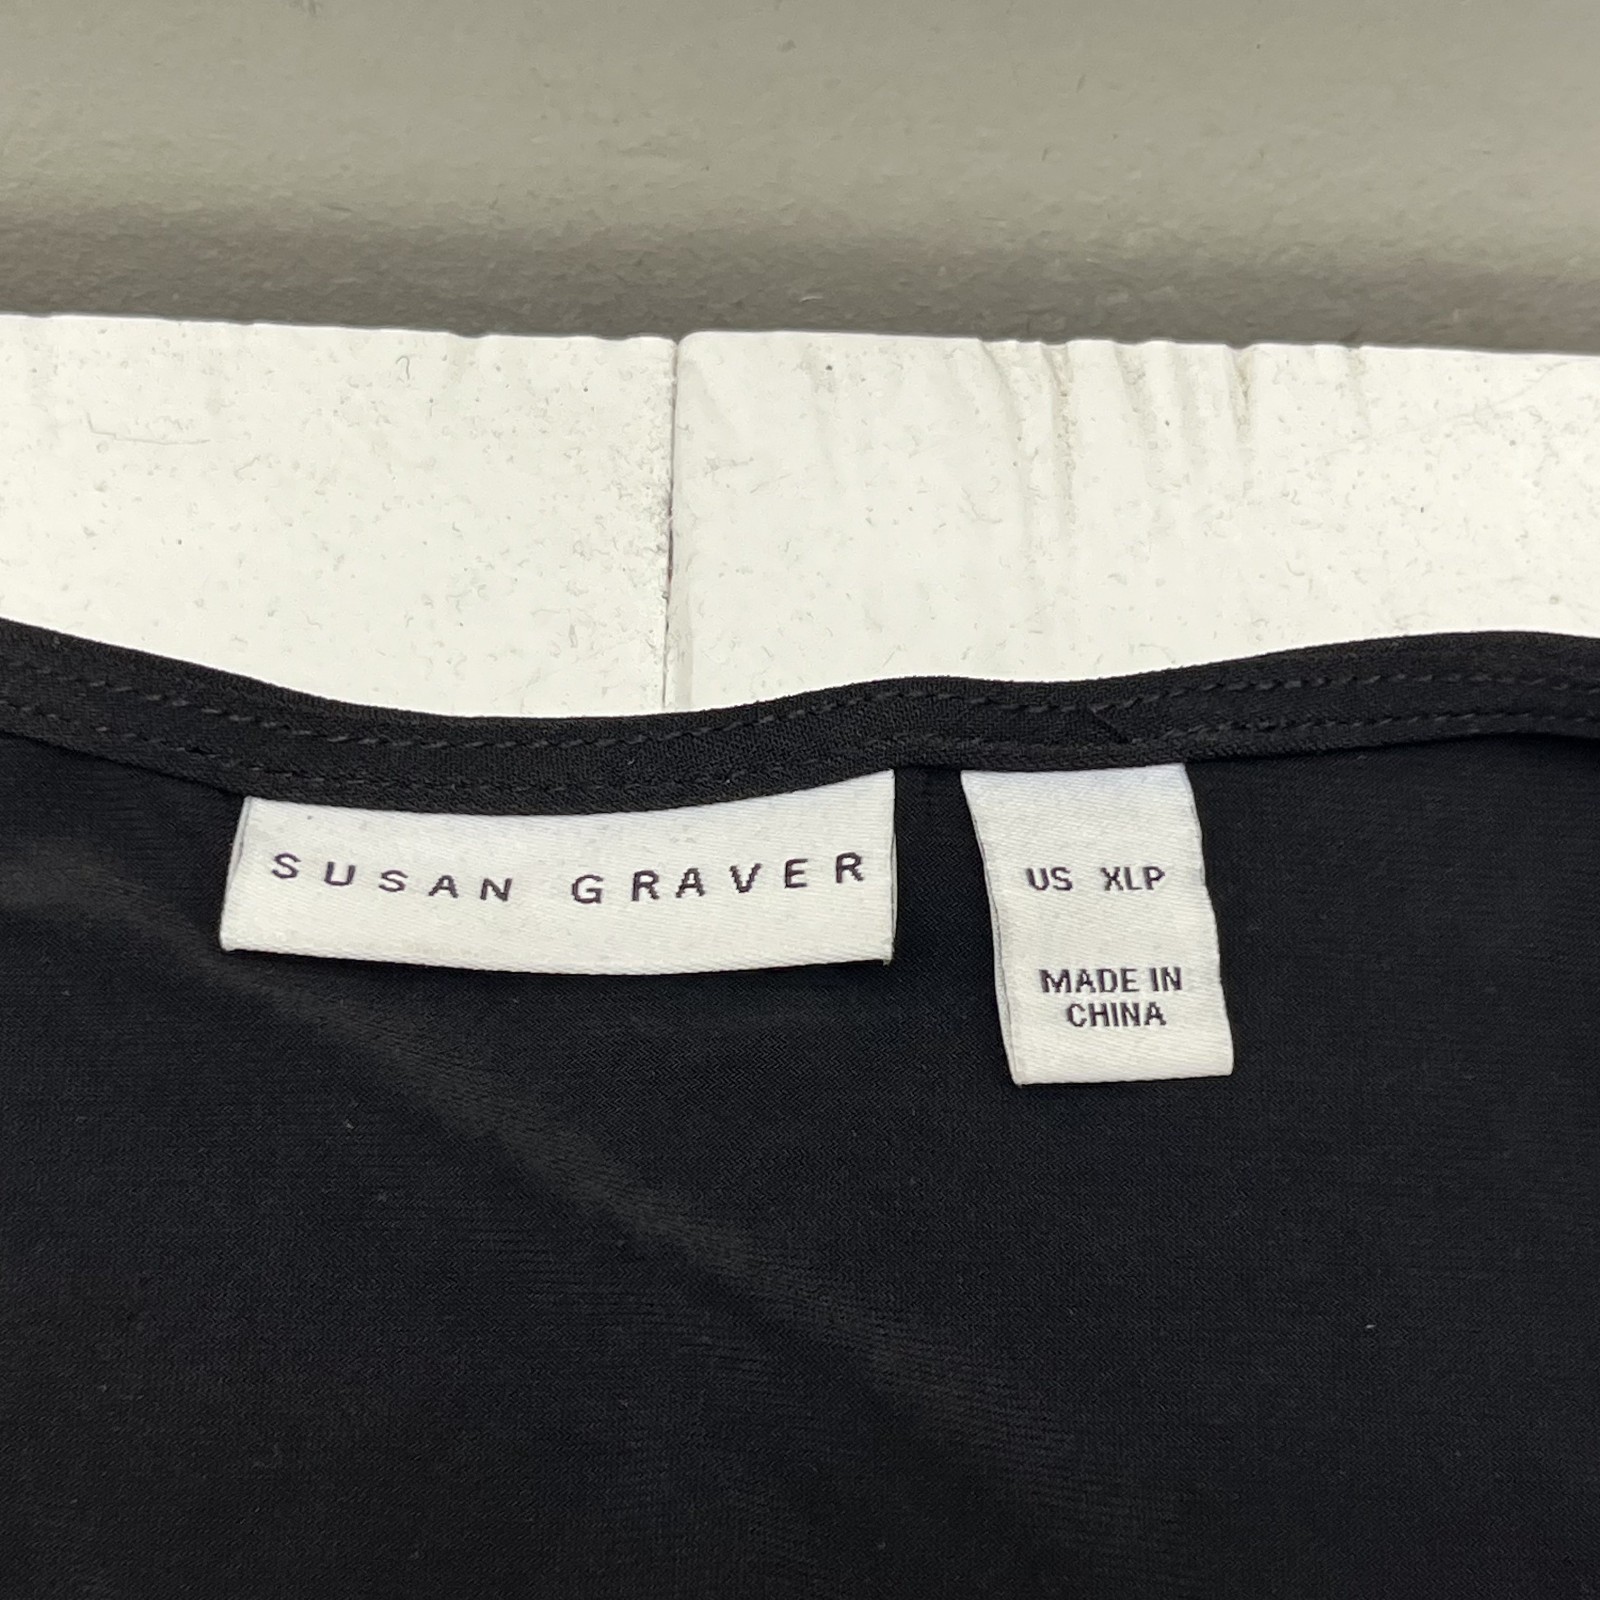 SUSAN GRAVER
US XLP
MADE IN
CHINA